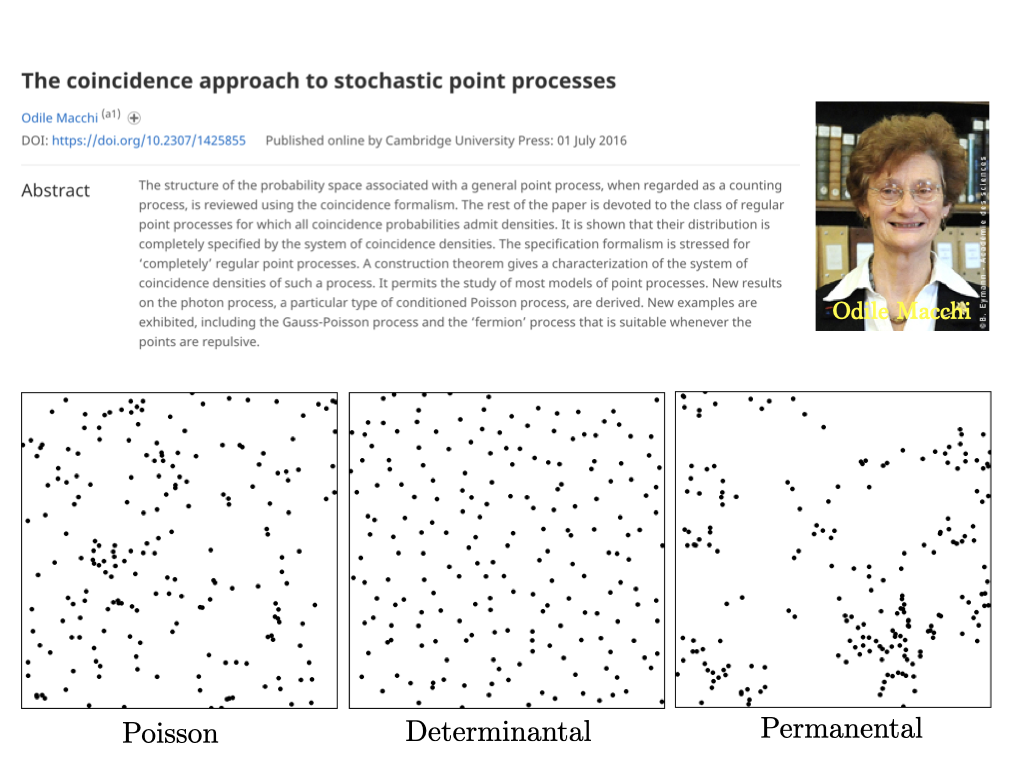 The coincidence approach to stochastic point processes
Odile Macchi (a1)
DOI: https://doi.org/10.2307/1425855 Published online by Cambridge University Press: 01 July 2016
Abstract
The structure of the probability space associated with a general point process, when regarded as a counting
process, is reviewed using the coincidence formalism. The rest of the paper is devoted to the class of regular
point processes for which all coincidence probabilities admit densities. It is shown that their distribution is
completely specified by the system of coincidence densities. The specification formalism is stressed for
‘completely’ regular point processes. A construction theorem gives a characterization of the system of
coincidence densities of such a process. It permits the study of most models of point processes. New results
on the photon process, a particular type of conditioned Poisson process, are derived. New examples are
exhibited, including the Gauss-Poisson process and the ‘fermion’ process that is suitable whenever the
points are repulsive.
© B. Eymann - Académie des sciences
Odile Macchi
Poisson
Determinantal
Permanental